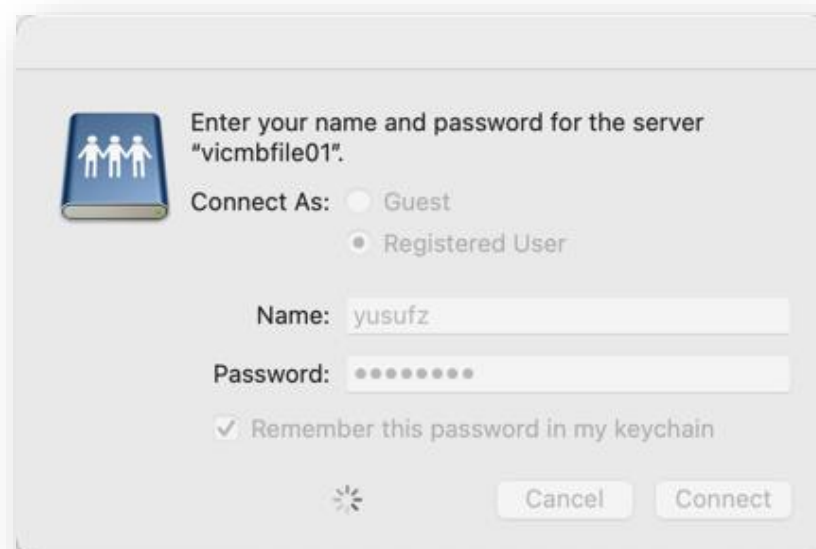 Enter your name and password for the server
“vicmbfile01”.
Connect As: Guest
Registered User
Name: yusufz
Password: ••••••••
Remember this password in my keychain
Cancel Connect